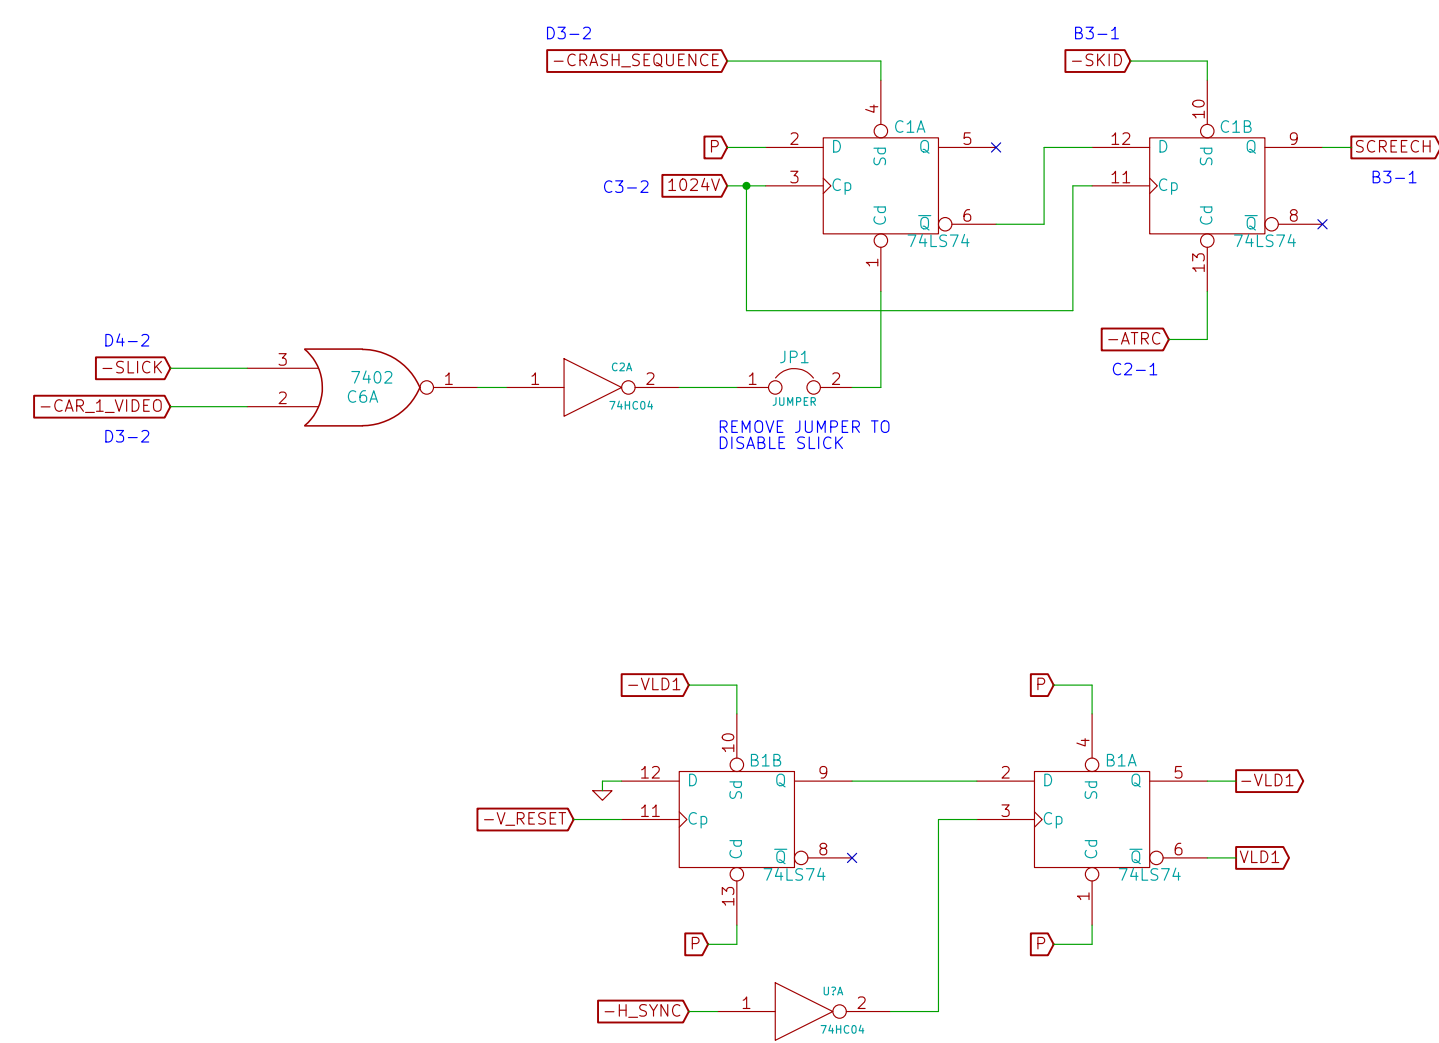 D3-2
-CRASH_SEQUENCE
B3-1
-SKID
4
10
C1A
C1B
P
2
D
Sd
Q
5
12
D
Sd
Q
9
SCREECH
C3-2
1024V
3
Cp
11
Cp
B3-1
Cd
Q
6
74LS74
Cd
Q
8
74LS74
1
13
D4-2
-SLICK
3
7402
C6A
1
-CAR_1_VIDEO
2
D3-2
1
C2A
2
74HC04
JP1
1
2
JUMPER
-ATRC
C2-1
REMOVE JUMPER TO
DISABLE SLICK
-VLD1
P
10
4
B1B
B1A
12
D
Sd
Q
9
2
D
Sd
Q
5
-VLD1
-V_RESET
11
Cp
3
Cp
Cd
Q
8
74LS74
Cd
Q
6
74LS74
VLD1
13
1
P
P
-H_SYNC
1
U?A
2
74HC04